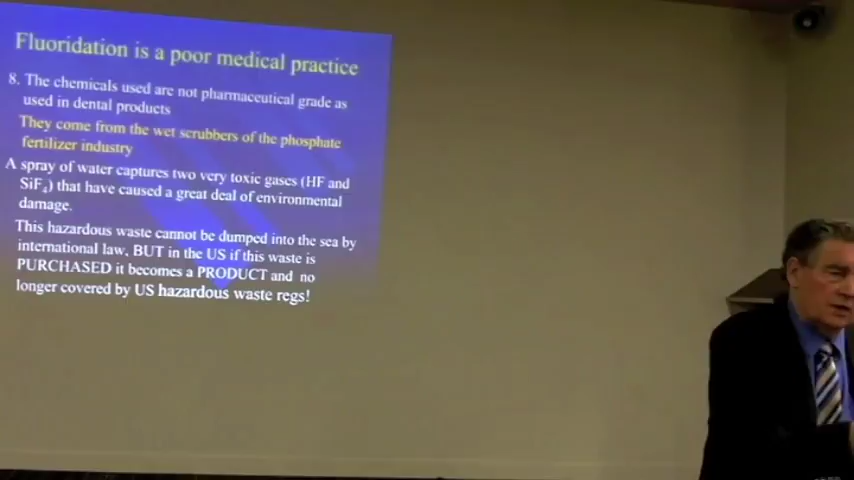 Fluoridation is a poor medical practice
8. The chemicals used are not pharmaceutical grade as
used in dental products
They come from the wet scrubbers of the phosphate
fertilizer industry
A spray of water captures two very toxic gases (HF and
SiF₄) that have caused a great deal of environmental
damage.
This hazardous waste cannot be dumped into the sea by
international law, BUT in the US if this waste is
PURCHASED it becomes a PRODUCT and no
longer covered by US hazardous waste regs!